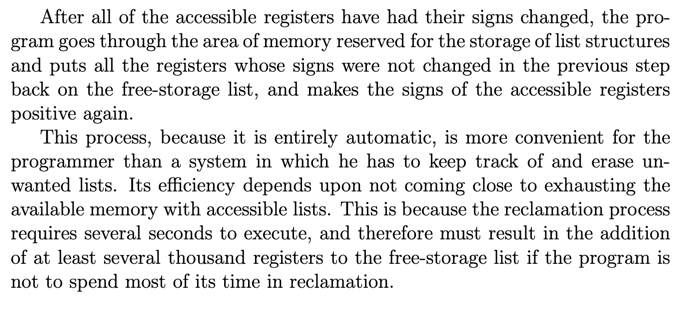 After all of the accessible registers have had their signs changed, the pro-
gram goes through the area of memory reserved for the storage of list structures
and puts all the registers whose signs were not changed in the previous step
back on the free-storage list, and makes the signs of the accessible registers
positive again.
This process, because it is entirely automatic, is more convenient for the
programmer than a system in which he has to keep track of and erase un-
wanted lists. Its efficiency depends upon not coming close to exhausting the
available memory with accessible lists. This is because the reclamation process
requires several seconds to execute, and therefore must result in the addition
of at least several thousand registers to the free-storage list if the program is
not to spend most of its time in reclamation.